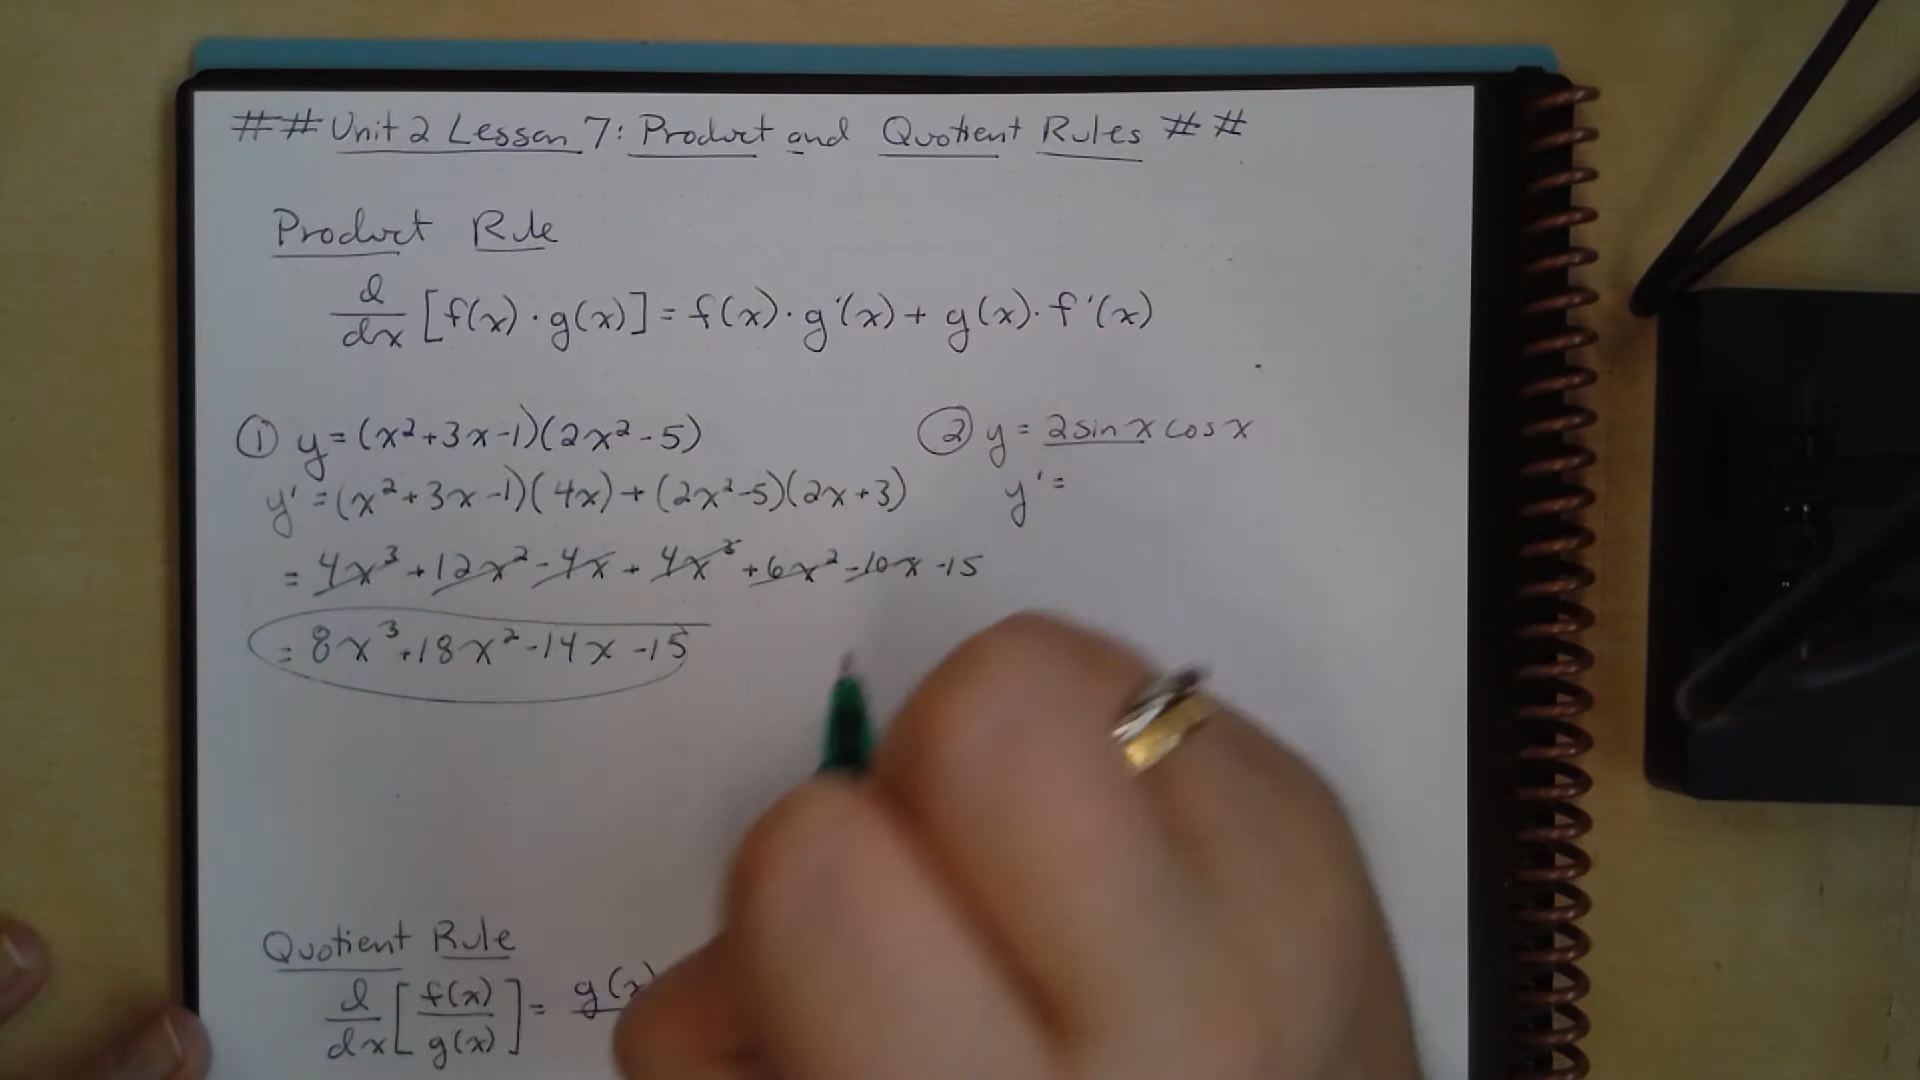 ## Unit 2 Lesson 7: Product and Quotient Rules ##
Product Rule
d/dx [f(x) · g(x)] = f(x) · g'(x) + g(x) · f'(x)
① y = (x²+3x-1)(2x²-5)
y' = (x²+3x-1)(4x) + (2x²-5)(2x+3)
= 4x³ + 12x² - 4x + 4x³ + 6x² - 10x - 15
= 8x³ + 18x² - 14x - 15
② y = 2sin x cos x
y' =
Quotient Rule
d/dx [f(x)/g(x)] = g(x)